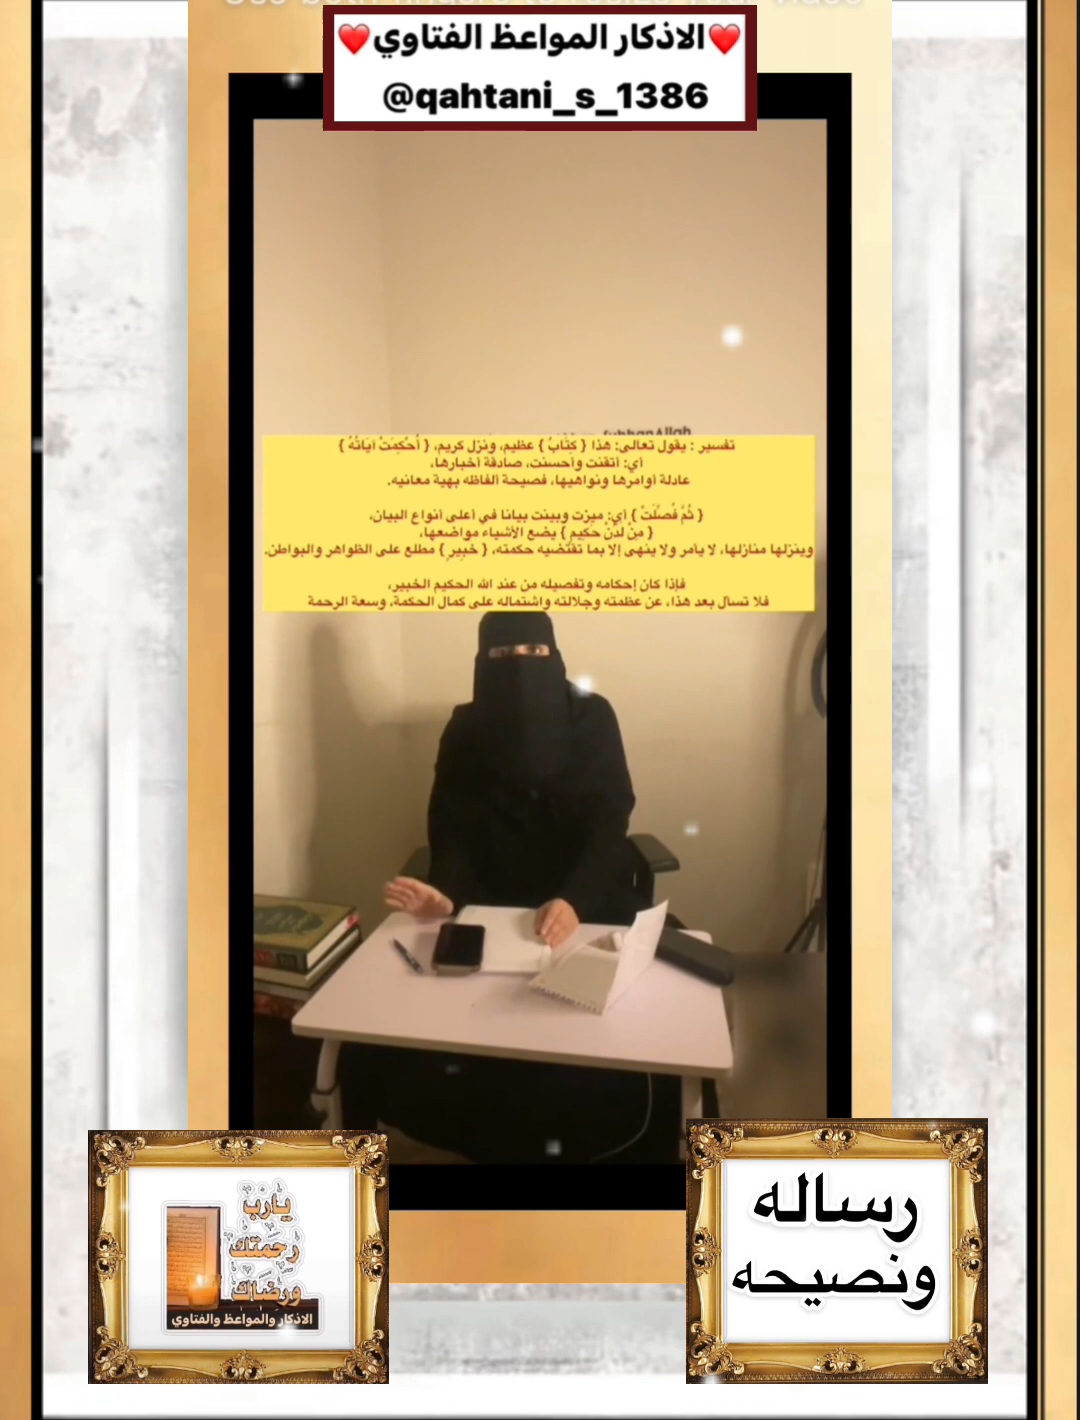 ❤️الاذكار المواعظ الفتاوي❤️
@qahtani_s_1386
تفسير : يقول تعالى: هذا { كِتَابٌ } عظيم، ونزل كريم، { أُحْكِمَتْ آيَاتُهُ }
أي: أتقنت وأحسنت، صادقة أخبارها،
عادلة أوامرها ونواهيها، فصيحة ألفاظه بهية معانيه.
{ ثُمَّ فُصِّلَتْ } أي: ميزت وبينت بيانا في أعلى أنواع البيان،
{ مِنْ لَدُنْ حَكِيمٍ } يضع الأشياء مواضعها،
وينزلها منازلها، لا يأمر ولا ينهى إلا بما تقتضيه حكمته، { خَبِيرٍ } مطلع على الظواهر والبواطن.
فإذا كان إحكامه وتفصيله من عند الله الحكيم الخبير،
فلا تسأل بعد هذا، عن عظمته وجلالته واشتماله على كمال الحكمة، وسعة الرحمة
يارب
رحمتك
ورضاك
الاذكار والمواعظ والفتاوي
رساله
ونصيحه